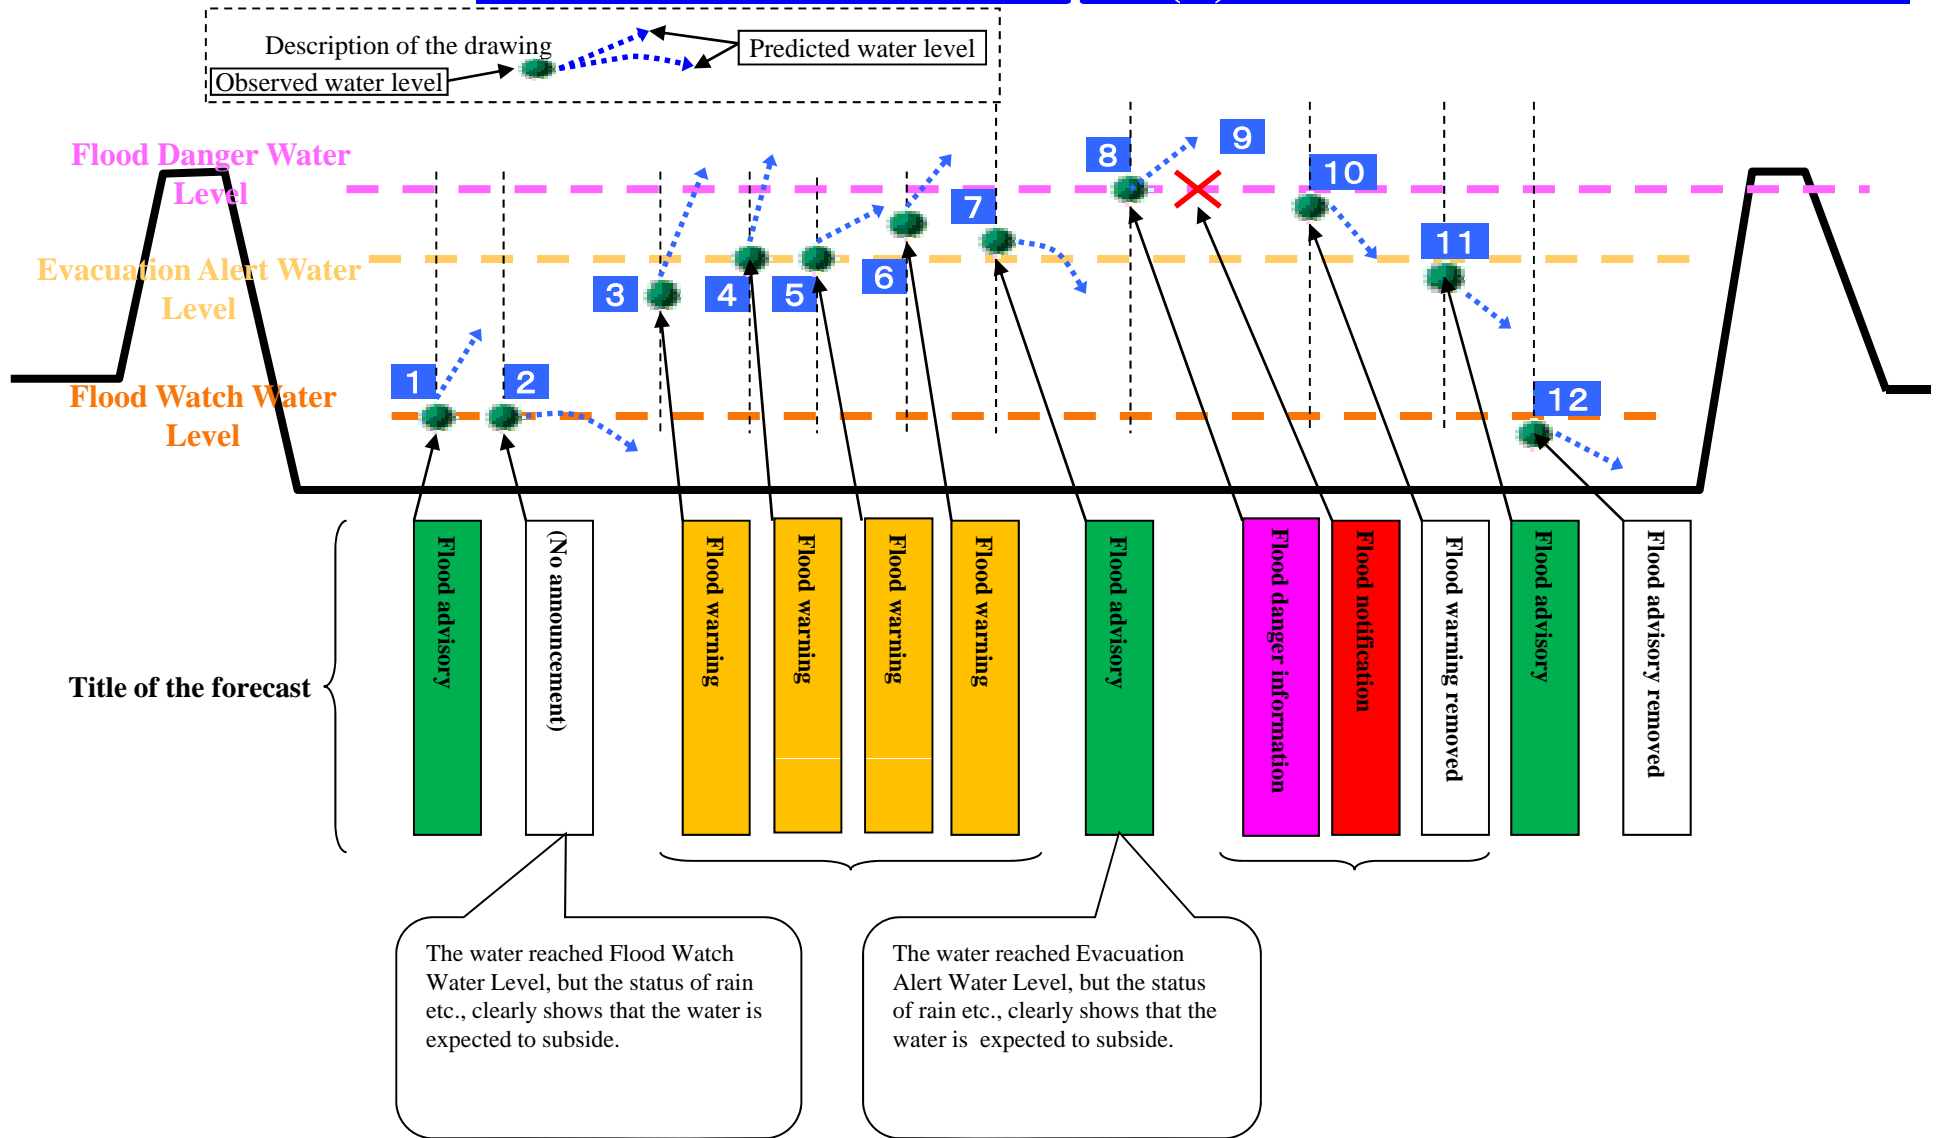 Description of the drawing
Predicted water level
Observed water level
Flood Danger Water
Level
Evacuation Alert Water
Level
Flood Watch Water
Level
1
2
3
4
5
6
7
8
9
10
11
12
Title of the forecast
Flood advisory
(No announcement)
Flood warning
Flood warning
Flood warning
Flood warning
Flood advisory
Flood danger information
Flood notification
Flood warning removed
Flood advisory
Flood advisory removed
The water reached Flood Watch
Water Level, but the status of rain
etc., clearly shows that the water is
expected to subside.
The water reached Evacuation
Alert Water Level, but the status
of rain etc., clearly shows that the
water is  expected to subside.